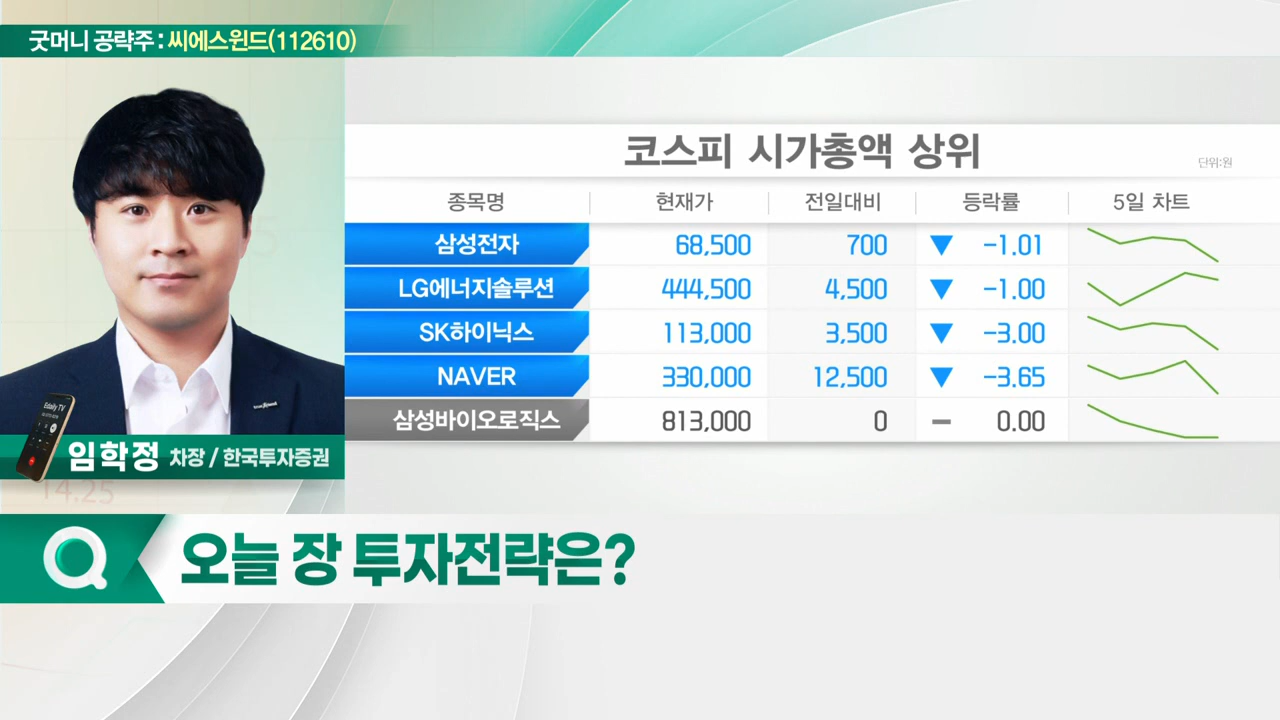 굿머니 공략주 : 씨에스윈드(112610)
코스피 시가총액 상위
단위:원
종목명 현재가 전일대비 등락률 5일 차트
삼성전자 68,500 700 ▼ -1.01
LG에너지솔루션 444,500 4,500 ▼ -1.00
SK하이닉스 113,000 3,500 ▼ -3.00
NAVER 330,000 12,500 ▼ -3.65
삼성바이오로직스 813,000 0 - 0.00
Edaily TV
임학정 차장 / 한국투자증권
14.25
Q 오늘 장 투자전략은?